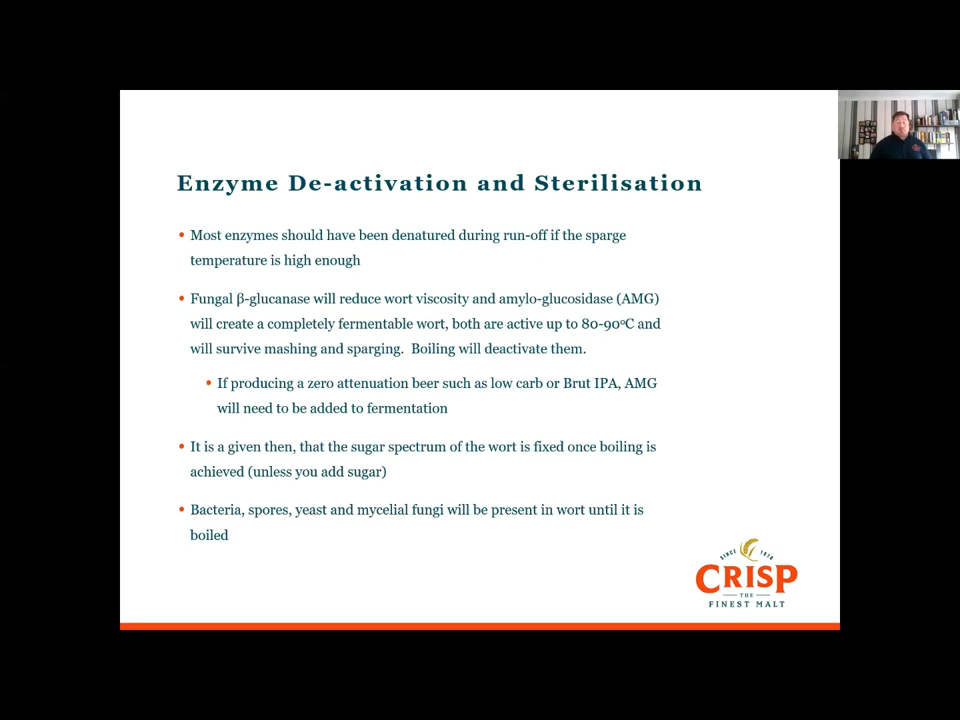 Enzyme De-activation and Sterilisation
• Most enzymes should have been denatured during run-off if the sparge
temperature is high enough
• Fungal β-glucanase will reduce wort viscosity and amylo-glucosidase (AMG)
will create a completely fermentable wort, both are active up to 80-90ºC and
will survive mashing and sparging. Boiling will deactivate them.
• If producing a zero attenuation beer such as low carb or Brut IPA, AMG
will need to be added to fermentation
• It is a given then, that the sugar spectrum of the wort is fixed once boiling is
achieved (unless you add sugar)
• Bacteria, spores, yeast and mycelial fungi will be present in wort until it is
boiled
SINCE 1870
CRISP
THE
FINEST MALT